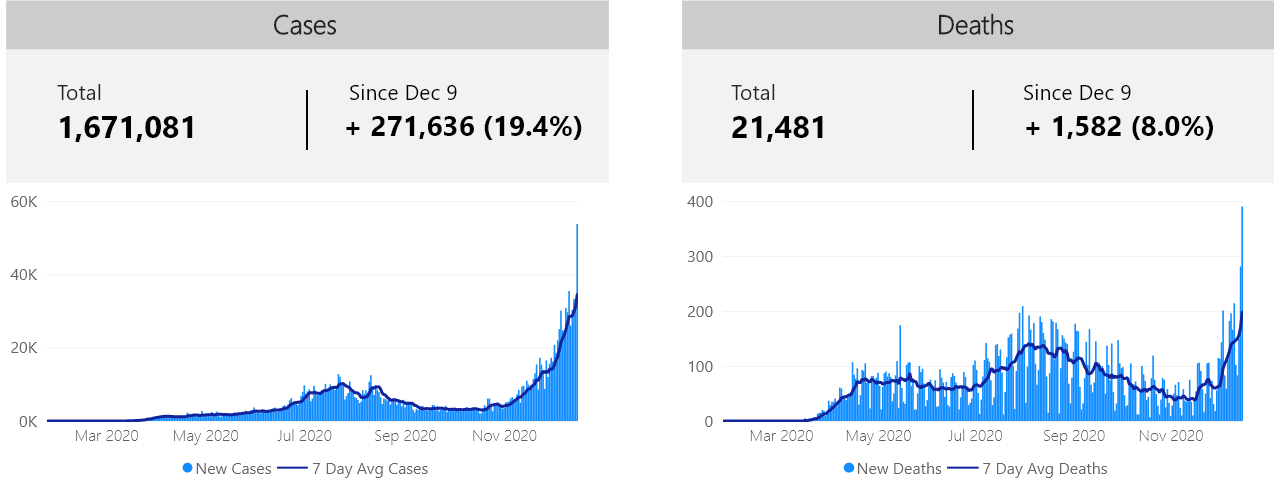 Cases
Total
1,671,081
Since Dec 9
+ 271,636 (19.4%)
60K
40K
20K
0K
Mar 2020 May 2020 Jul 2020 Sep 2020 Nov 2020
New Cases 7 Day Avg Cases
Deaths
Total
21,481
Since Dec 9
+ 1,582 (8.0%)
400
300
200
100
0
Mar 2020 May 2020 Jul 2020 Sep 2020 Nov 2020
New Deaths 7 Day Avg Deaths